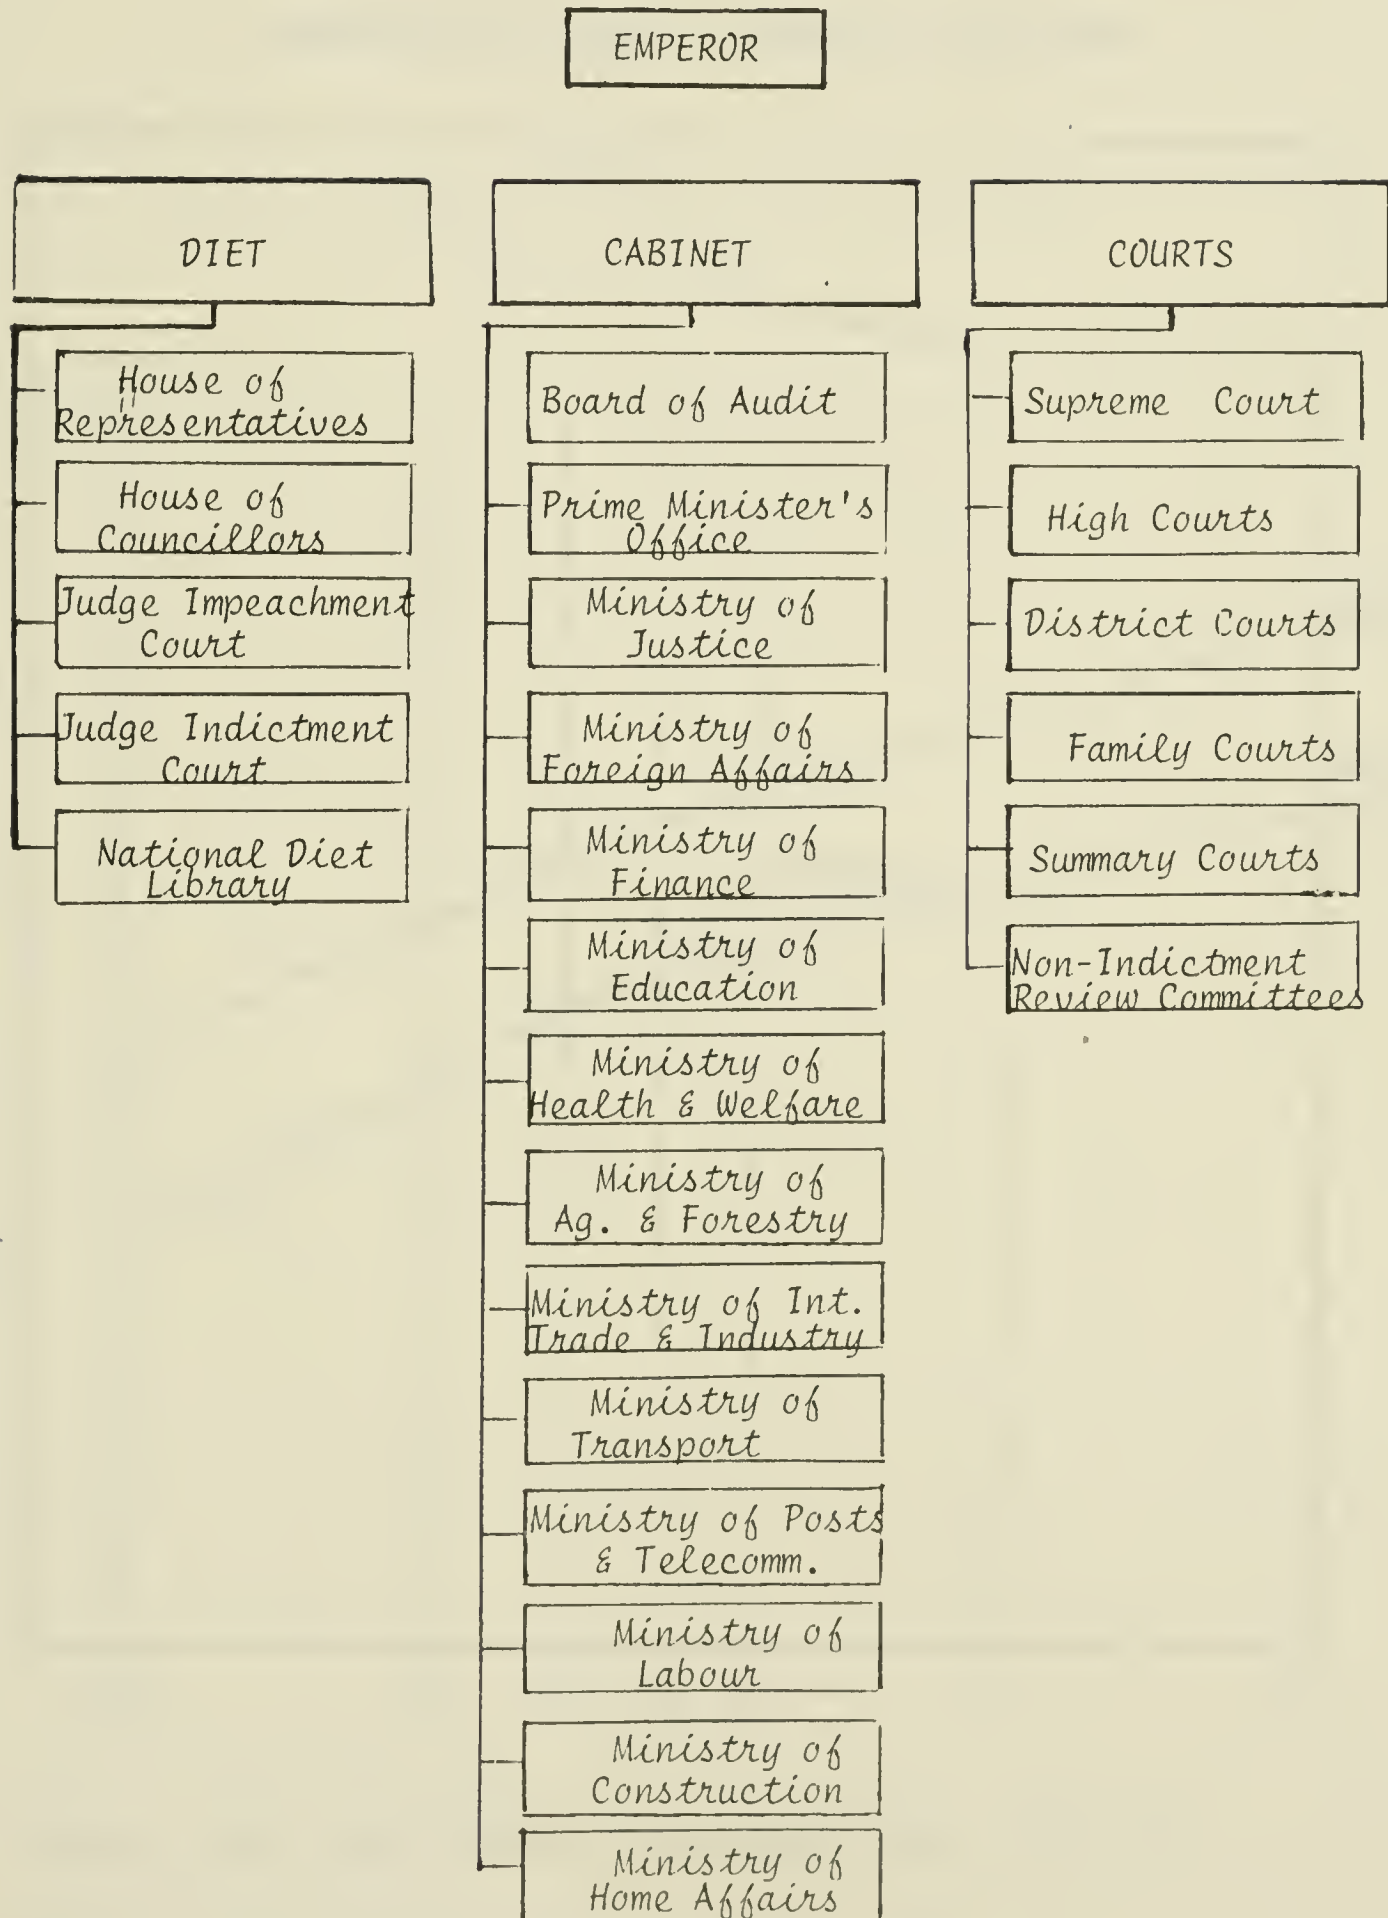 EMPEROR
DIET
House of
Representatives
House of
Councillors
Judge Impeachment
Court
Judge Indictment
Court
National Diet
Library
CABINET
Board of Audit
Prime Minister's
Office
Ministry of
Justice
Ministry of
Foreign Affairs
Ministry of
Finance
Ministry of
Education
Ministry of
Health & Welfare
Ministry of
Ag. & Forestry
Ministry of Int.
Trade & Industry
Ministry of
Transport
Ministry of Posts
& Telecomm.
Ministry of
Labour
Ministry of
Construction
Ministry of
Home Affairs
COURTS
Supreme Court
High Courts
District Courts
Family Courts
Summary Courts
Non-Indictment
Review Committees